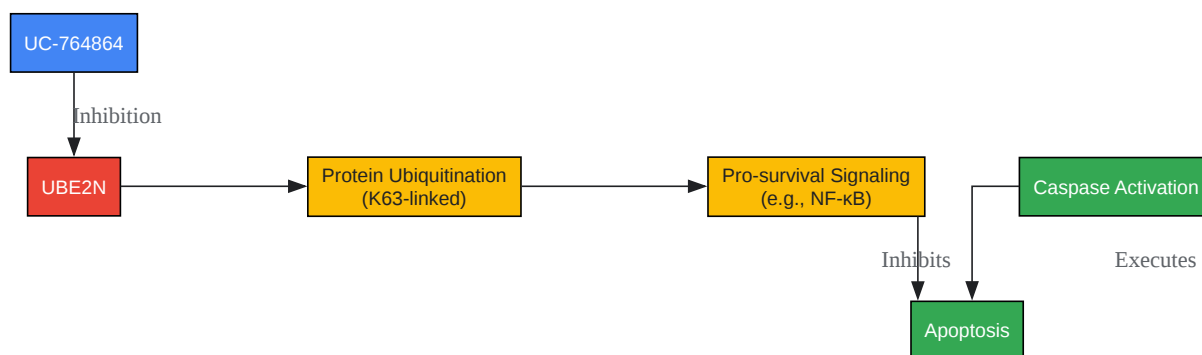 UC-764864
Inhibition
UBE2N
Protein Ubiquitination
(K63-linked)
Pro-survival Signaling
(e.g., NF-κB)
Caspase Activation
Inhibits
Executes
Apoptosis